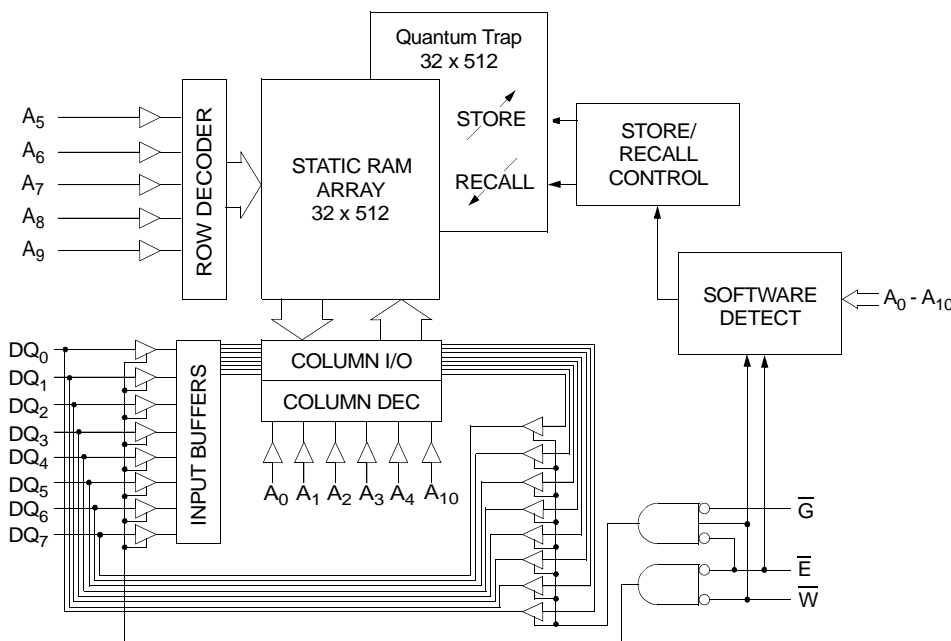 Quantum Trap
32 x 512
STORE
RECALL
STORE/
RECALL
CONTROL
A5
A6
A7
A8
A9
ROW DECODER
STATIC RAM
ARRAY
32 x 512
SOFTWARE
DETECT
A0 - A10
DQ0
DQ1
DQ2
DQ3
DQ4
DQ5
DQ6
DQ7
INPUT BUFFERS
COLUMN I/O
COLUMN DEC
A0 A1 A2 A3 A4 A10
G̅
E̅
W̅